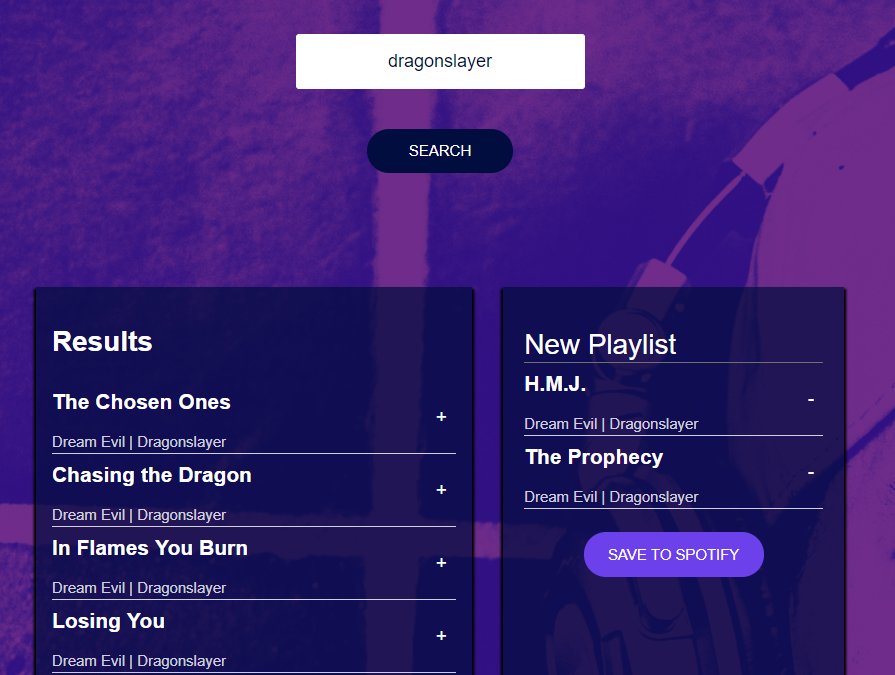 dragonslayer
SEARCH
Results
The Chosen Ones
+
Dream Evil | Dragonslayer
Chasing the Dragon
+
Dream Evil | Dragonslayer
In Flames You Burn
+
Dream Evil | Dragonslayer
Losing You
+
Dream Evil | Dragonslayer
New Playlist
H.M.J.
-
Dream Evil | Dragonslayer
The Prophecy
-
Dream Evil | Dragonslayer
SAVE TO SPOTIFY